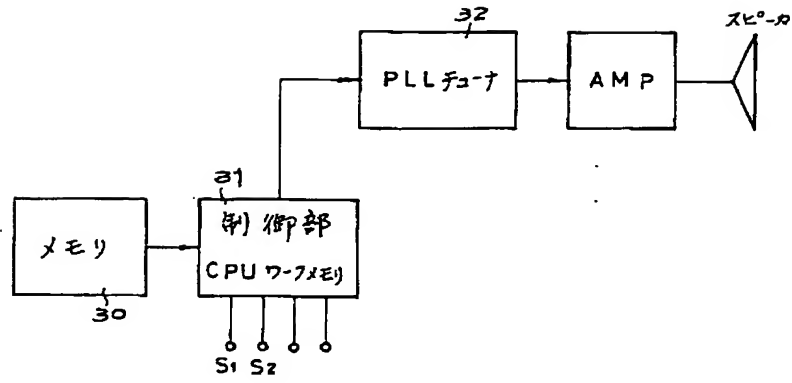 32
スピーカ
PLLチューナ
AMP
31
制御部
CPU ワークメモリ
メモリ
30
S1 S2